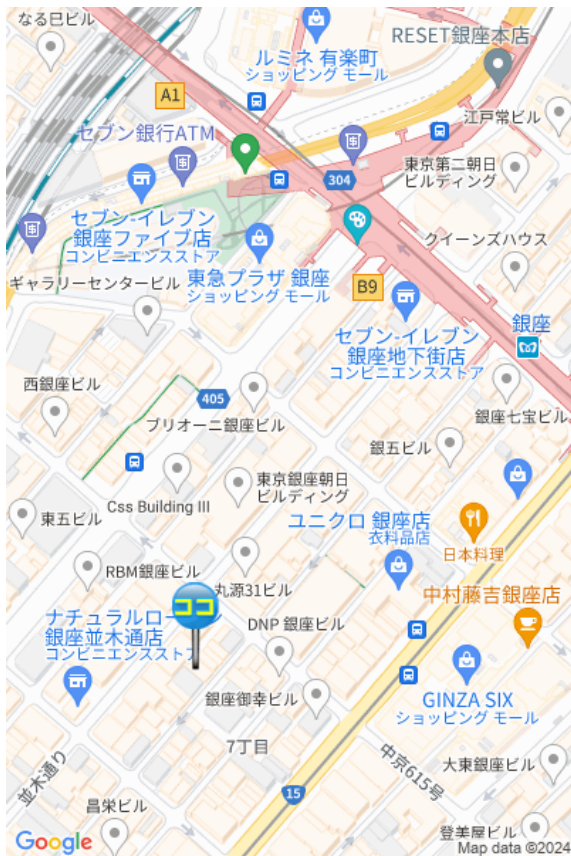 なる巳ビル
ルミネ 有楽町
ショッピング モール
RESET銀座本店
A1
江戸常ビル
セブン銀行ATM
304
東京第二朝日
ビルディング
セブン-イレブン
銀座ファイブ店
コンビニエンスストア
クイーンズハウス
東急プラザ 銀座
ショッピング モール
ギャラリーセンタービル
B9
セブン-イレブン
銀座地下街店
コンビニエンスストア
銀座
西銀座ビル
405
ブリオーニ銀座ビル
銀座七宝ビル
銀五ビル
東京銀座朝日
ビルディング
Css Building III
東五ビル
ユニクロ 銀座店
衣料品店
日本料理
RBM銀座ビル
丸源31ビル
ココ
中村藤吉銀座店
ナチュラルロー
銀座並木通店
コンビニエンススト
DNP 銀座ビル
銀座御幸ビル
GINZA SIX
ショッピング モール
7丁目
中京615号
大東銀座ビル
並木通り
15
昌栄ビル
登美屋ビル
Google
Map data ©2024